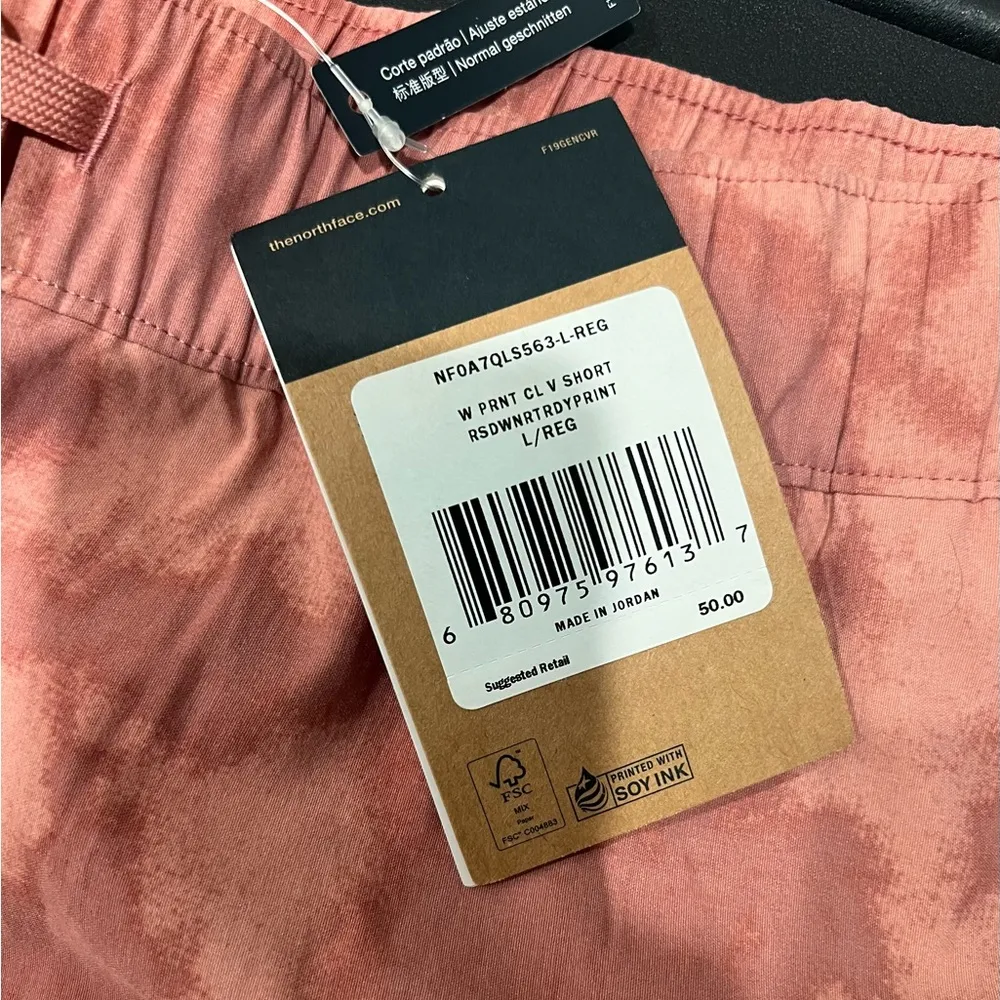 Corte padrão | Ajuste están
标准版型 | Normal geschnitten
F19GENCVR
thenorthface.com
NF0A7QLS563-L-REG
W PRNT CL V SHORT
RSDWNRTRDYPRINT
L/REG
6 80975 97613 7
MADE IN JORDAN
50.00
Suggested Retail
FSC
MIX
Paper
FSC® C004883
PRINTED WITH
SOY INK